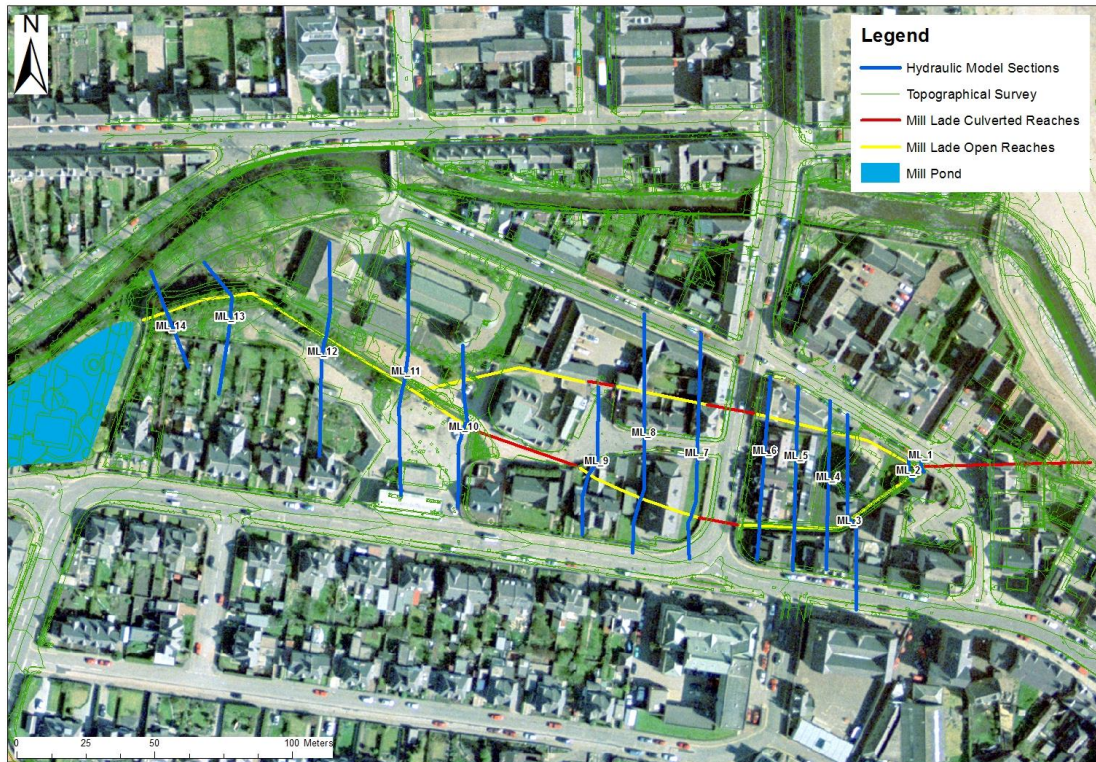 N
Legend
Hydraulic Model Sections
Topographical Survey
Mill Lade Culverted Reaches
Mill Lade Open Reaches
Mill Pond
ML_14
ML_13
ML_12
ML_11
ML_10
ML_9
ML_8
ML_7
ML_6
ML_5
ML_4
ML_3
ML_2
ML_1
0 25 50 100 Meters